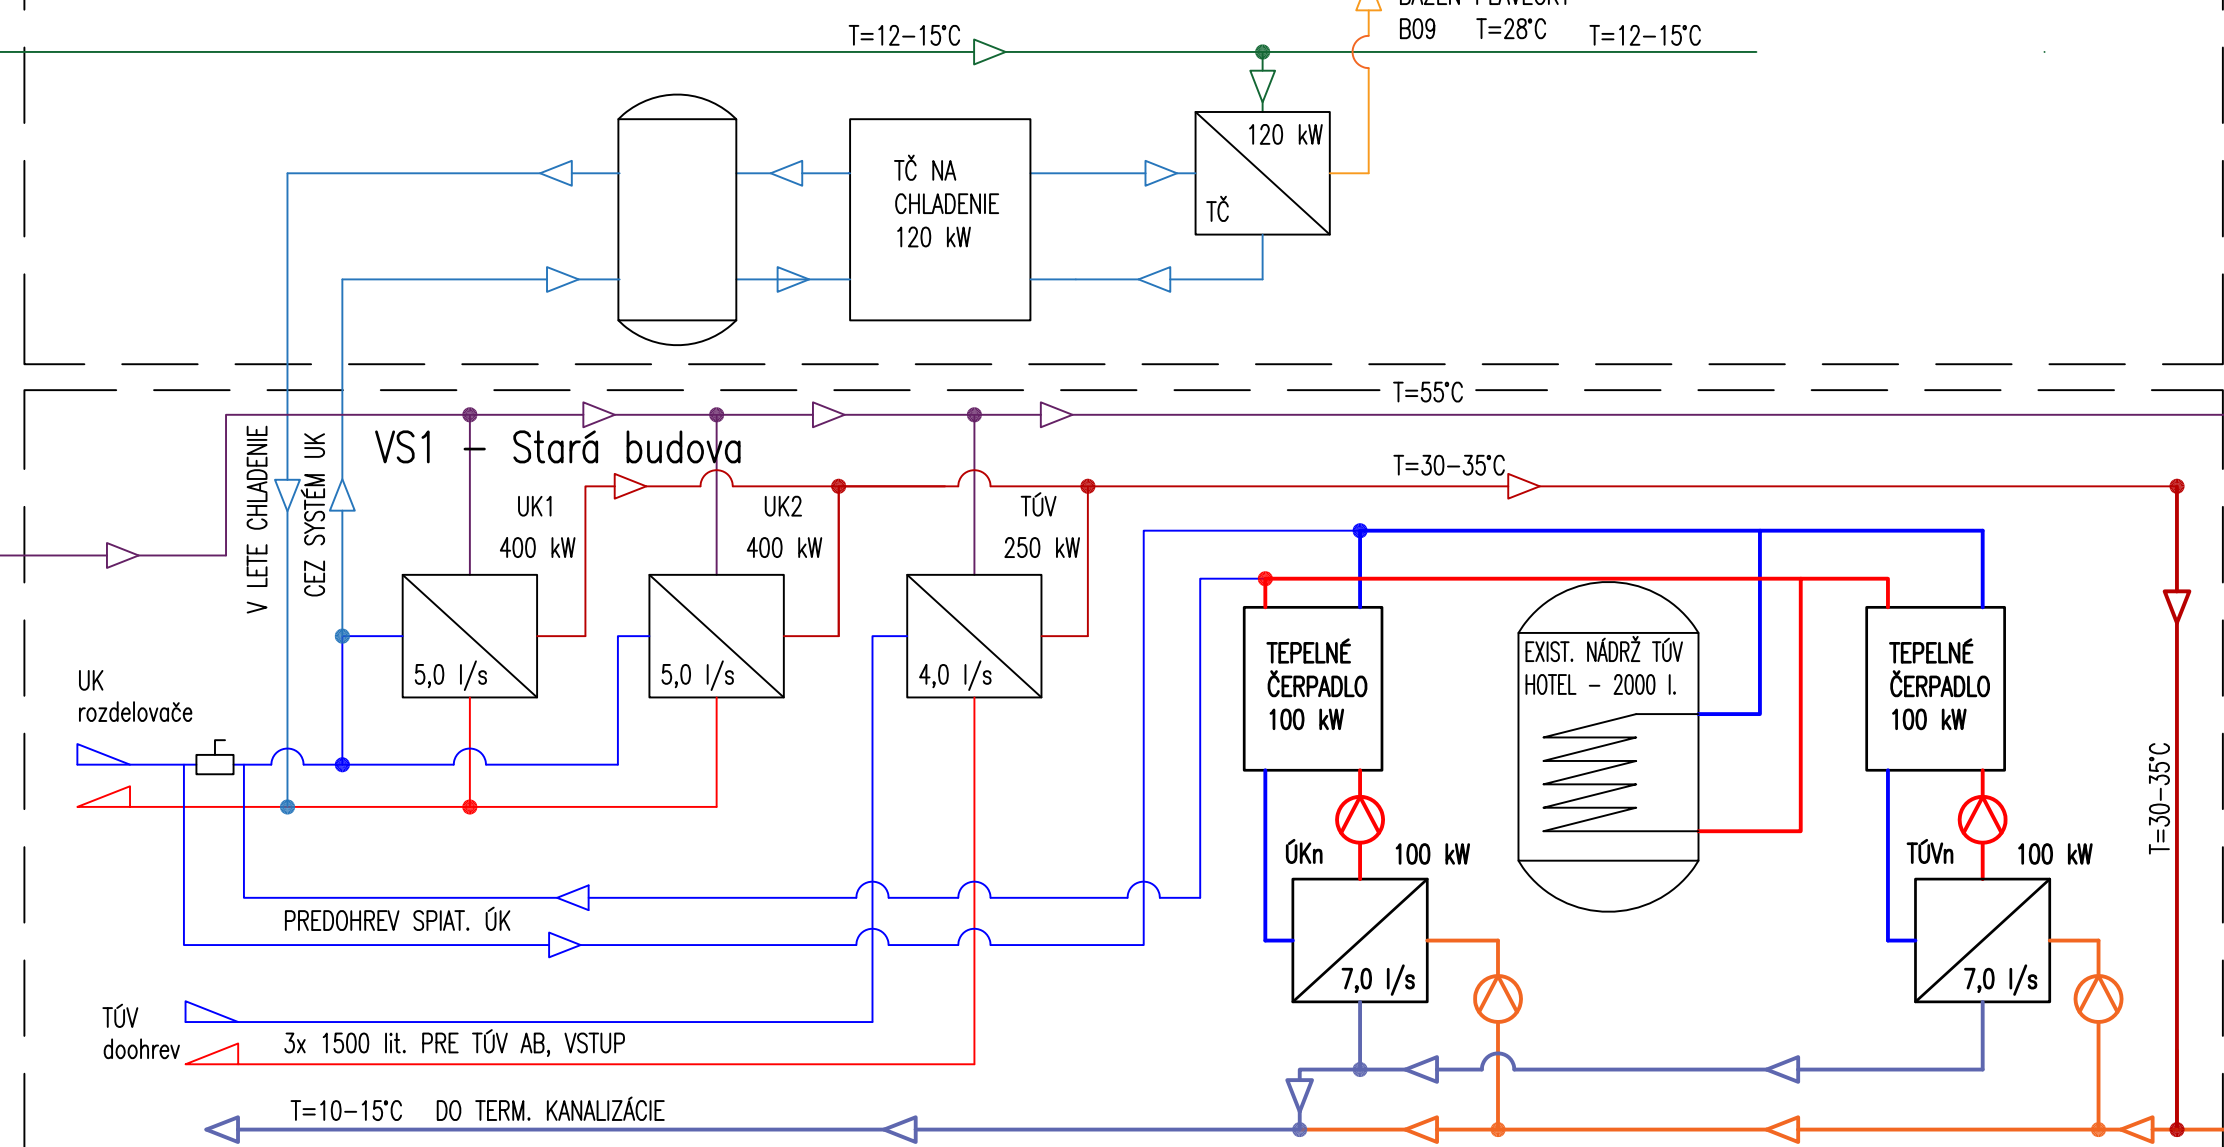 BAZÉN PLAVECKÝ
B09 T=28°C
T=12-15°C
T=12-15°C
120 kW
TČ
TČ NA
CHLADENIE
120 kW
T=55°C
VS1 - Stará budova
V LETE CHLADENIE
CEZ SYSTÉM UK
T=30-35°C
UK1
400 kW
5,0 l/s
UK2
400 kW
5,0 l/s
TÚV
250 kW
4,0 l/s
UK
rozdelovače
TEPELNÉ
ČERPADLO
100 kW
EXIST. NÁDRŽ TÚV
HOTEL - 2000 l.
TEPELNÉ
ČERPADLO
100 kW
T=30-35°C
ÚKn 100 kW
7,0 l/s
TÚVn 100 kW
7,0 l/s
PREDOHREV SPIAT. ÚK
TÚV
doohrev
3x 1500 lit. PRE TÚV AB, VSTUP
T=10-15°C DO TERM. KANALIZÁCIE